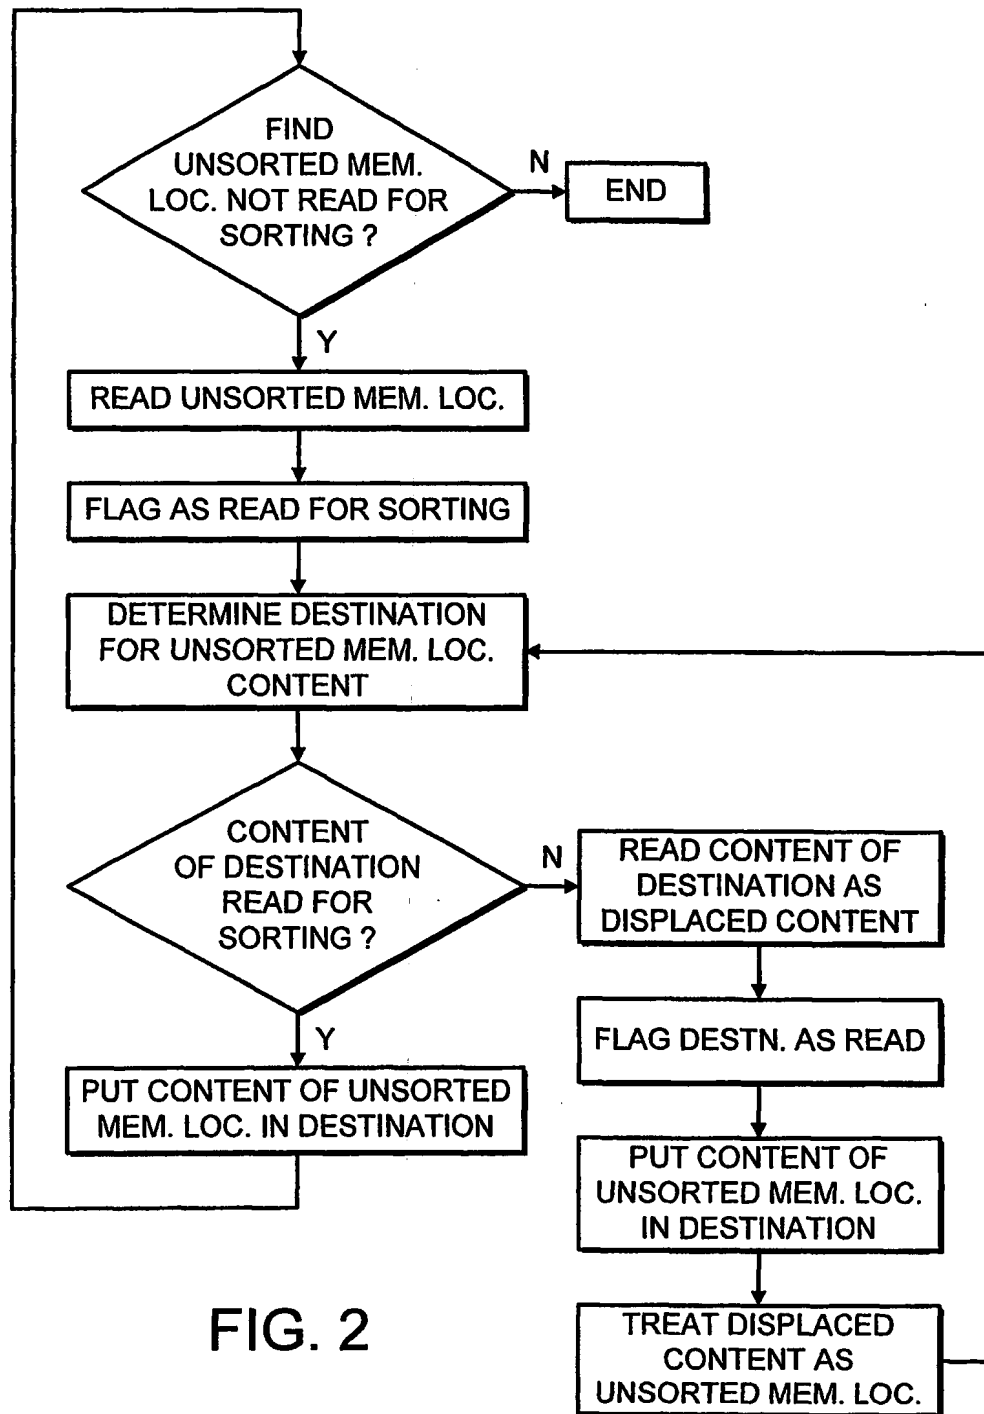 FIND
UNSORTED MEM.
LOC. NOT READ FOR
SORTING ?
N
END
Y
READ UNSORTED MEM. LOC.
FLAG AS READ FOR SORTING
DETERMINE DESTINATION
FOR UNSORTED MEM. LOC.
CONTENT
CONTENT
OF DESTINATION
READ FOR
SORTING ?
N
READ CONTENT OF
DESTINATION AS
DISPLACED CONTENT
FLAG DESTN. AS READ
Y
PUT CONTENT OF UNSORTED
MEM. LOC. IN DESTINATION
PUT CONTENT OF
UNSORTED MEM. LOC.
IN DESTINATION
TREAT DISPLACED
CONTENT AS
UNSORTED MEM. LOC.
FIG. 2